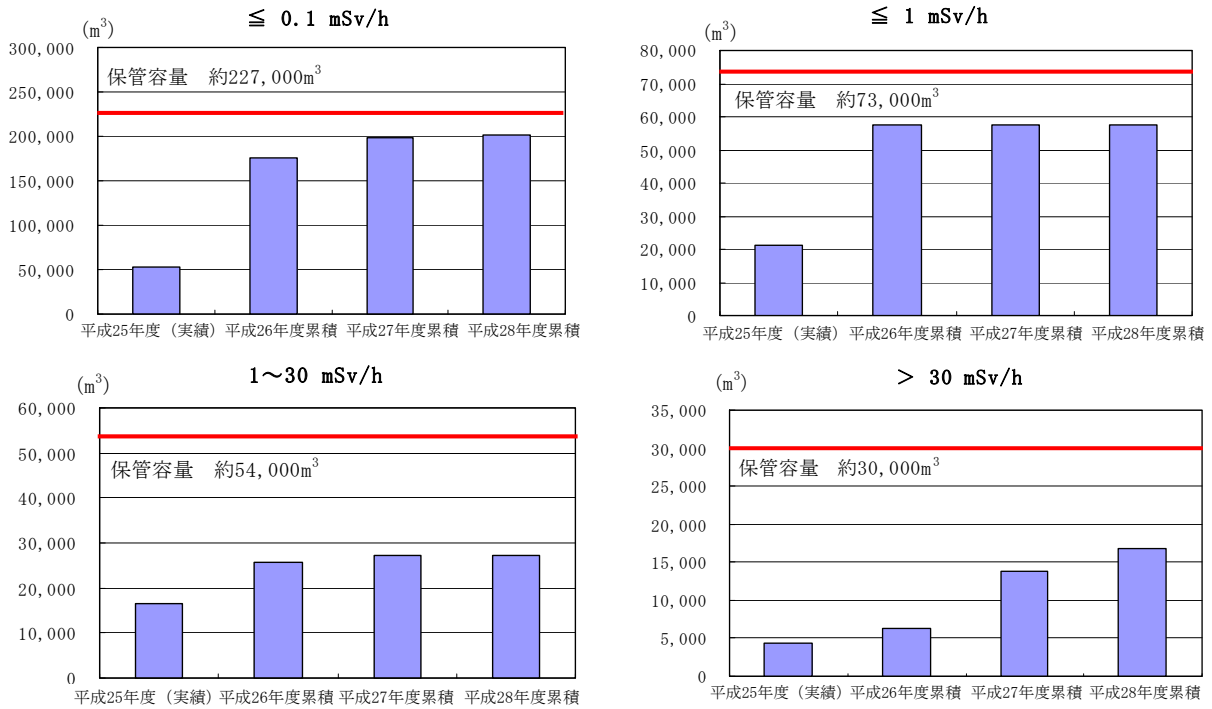 ≦ 0.1 mSv/h
(m³)
300,000
保管容量 約227,000m³
250,000
200,000
150,000
100,000
50,000
0
平成25年度（実績） 平成26年度累積 平成27年度累積 平成28年度累積
≦ 1 mSv/h
(m³)
80,000
70,000
保管容量 約73,000m³
60,000
50,000
40,000
30,000
20,000
10,000
0
平成25年度（実績） 平成26年度累積 平成27年度累積 平成28年度累積
1～30 mSv/h
(m³)
60,000
50,000
保管容量 約54,000m³
40,000
30,000
20,000
10,000
0
平成25年度（実績） 平成26年度累積 平成27年度累積 平成28年度累積
＞ 30 mSv/h
(m³)
35,000
30,000
保管容量 約30,000m³
25,000
20,000
15,000
10,000
5,000
0
平成25年度（実績） 平成26年度累積 平成27年度累積 平成28年度累積